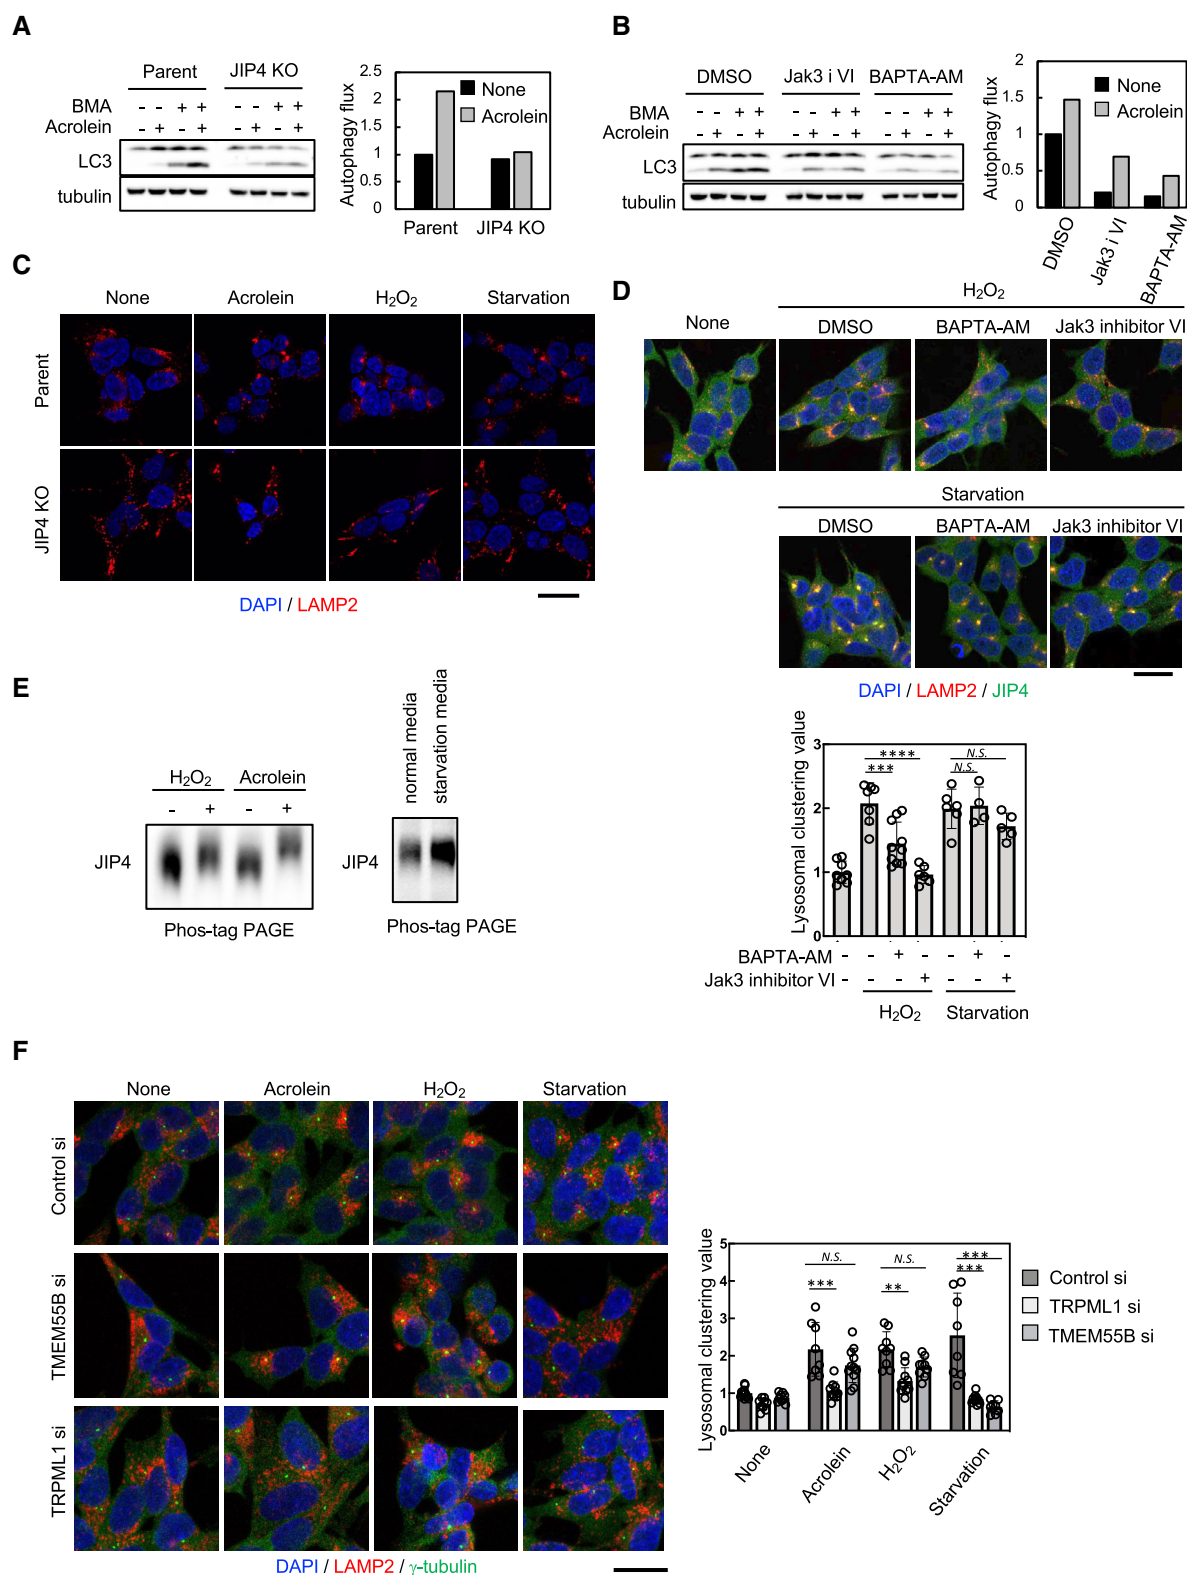 A
Parent JIP4 KO
BMA - - + + - - + +
Acrolein - + - + - + - +
LC3
tubulin
Autophagy flux
2.5
2
1.5
1
0.5
0
None
Acrolein
Parent JIP4 KO
B
DMSO Jak3 i VI BAPTA-AM
BMA - - + + - - + + - - + +
Acrolein - + - + - + - + - + - +
LC3
tubulin
Autophagy flux
2
1.5
1
0.5
0
None
Acrolein
DMSO
Jak3 i VI
BAPTA-AM
C
None Acrolein H₂O₂ Starvation
Parent
JIP4 KO
DAPI / LAMP2
D
H₂O₂
None DMSO BAPTA-AM Jak3 inhibitor VI
Starvation
DMSO BAPTA-AM Jak3 inhibitor VI
DAPI / LAMP2 / JIP4
Lysosomal clustering value
3
2
1
0
****
***
N.S.
N.S.
BAPTA-AM - - + - - + -
Jak3 inhibitor VI - - - + - - +
H₂O₂ Starvation
E
H₂O₂ Acrolein
- + - +
JIP4
Phos-tag PAGE
normal media
starvation media
JIP4
Phos-tag PAGE
F
None Acrolein H₂O₂ Starvation
Control si
TMEM55B si
TRPML1 si
DAPI / LAMP2 / γ-tubulin
Lysosomal clustering value
5
4
3
2
1
0
N.S.
***
N.S.
**
***
***
None
Acrolein
H₂O₂
Starvation
Control si
TRPML1 si
TMEM55B si